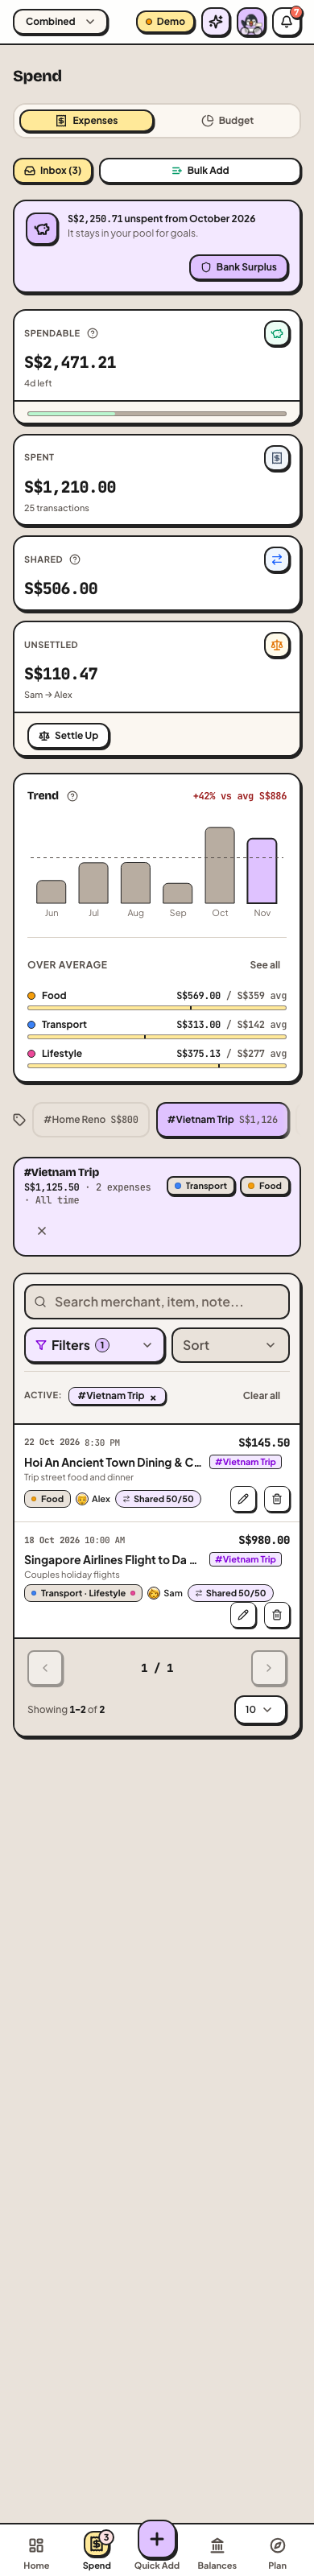 Combined
Demo
7
Spend
Expenses
Budget
Inbox (3)
Bulk Add
S$2,250.71 unspent from October 2026
It stays in your pool for goals.
Bank Surplus
SPENDABLE
S$2,471.21
4d left
SPENT
S$1,210.00
25 transactions
SHARED
S$506.00
UNSETTLED
S$110.47
Sam → Alex
Settle Up
Trend
+42% vs avg S$886
Jun Jul Aug Sep Oct Nov
OVER AVERAGE
See all
Food S$569.00 / S$359 avg
Transport S$313.00 / S$142 avg
Lifestyle S$375.13 / S$277 avg
#Home Reno S$800
#Vietnam Trip S$1,126
#Vietnam Trip
S$1,125.50 · 2 expenses
· All time
Transport
Food
Search merchant, item, note...
Filters 1
Sort
ACTIVE: #Vietnam Trip ×
Clear all
22 Oct 2026 8:30 PM
S$145.50
Hoi An Ancient Town Dining & C...
#Vietnam Trip
Trip street food and dinner
Food
Alex
Shared 50/50
18 Oct 2026 10:00 AM
S$980.00
Singapore Airlines Flight to Da ...
#Vietnam Trip
Couples holiday flights
Transport · Lifestyle
Sam
Shared 50/50
1 / 1
Showing 1–2 of 2
10
3
Home
Spend
Quick Add
Balances
Plan